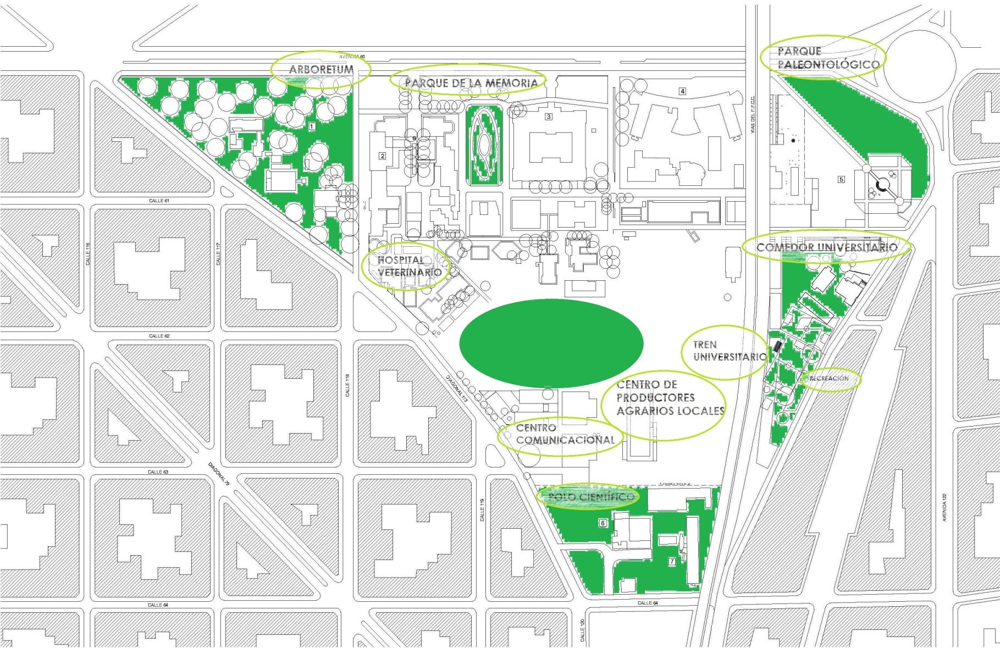 PARQUE
PALEONTOLÓGICO
AVENIDA 60
ARBORETUM
PARQUE DE LA MEMORIA
4
VIAS DEL F.F.C.C.
3
1
2
5
CALLE 61
CALLE 116
CALLE 117
COMEDOR UNIVERSITARIO
HOSPITAL
VETERINARIO
CALLE 62
TREN
UNIVERSITARIO
RECREACIÓN
CALLE 118
DIAGONAL 113
CENTRO DE
PRODUCTORES
AGRARIOS LOCALES
CENTRO
COMUNICACIONAL
CALLE 63
DIAGONAL 79
POLO CIENTÍFICO
CALLE 119
AVENIDA 122
6
7
CALLE 64
CALLE 64
CALLE 120